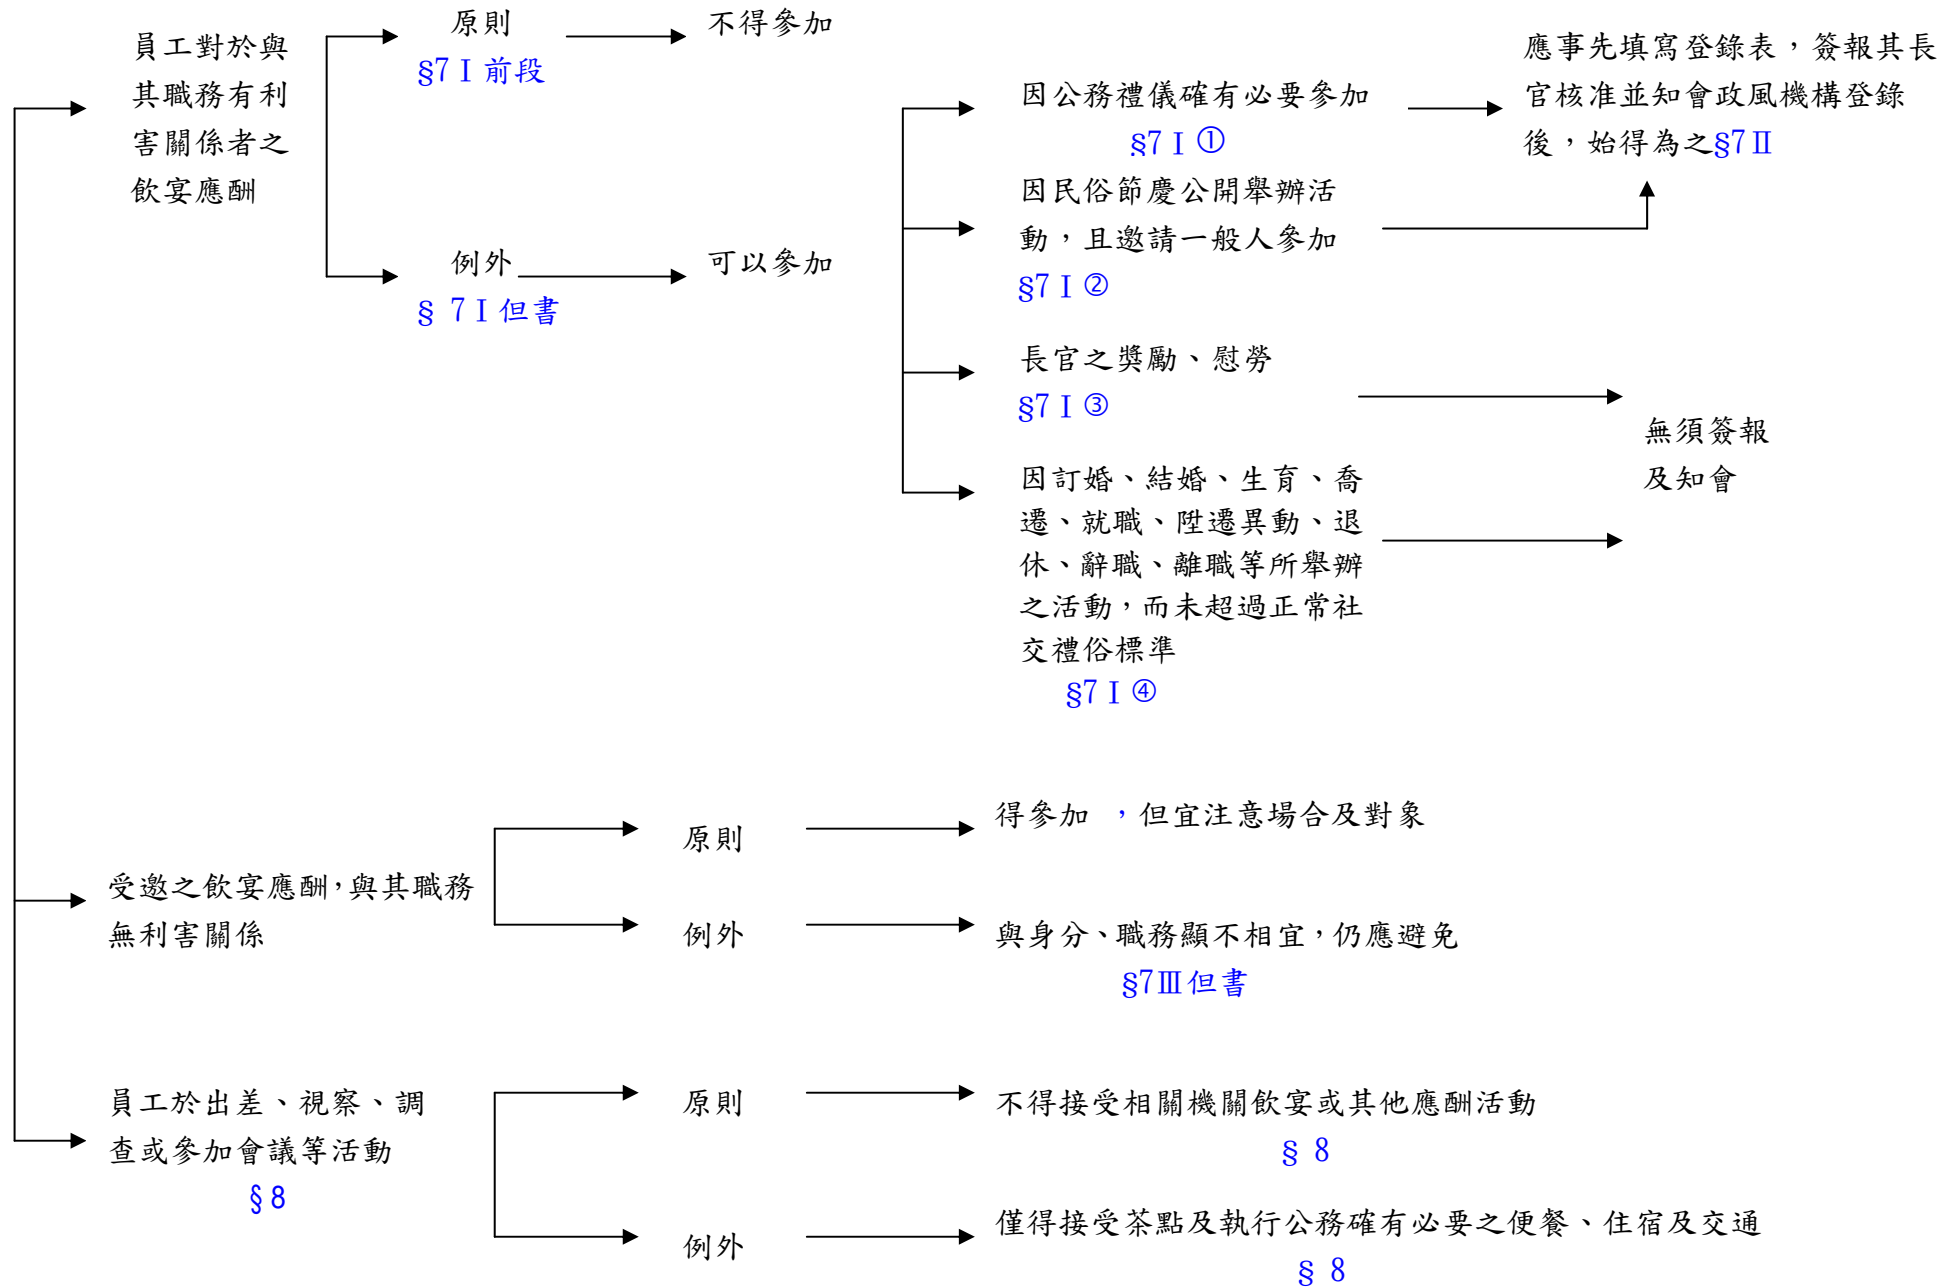 員工對於與
其職務有利
害關係者之
飲宴應酬
原則
§7Ⅰ前段
不得參加
例外
§ 7Ⅰ但書
可以參加
因公務禮儀確有必要參加
§7Ⅰ①
應事先填寫登錄表，簽報其長
官核准並知會政風機構登錄
後，始得為之§7Ⅱ
因民俗節慶公開舉辦活
動，且邀請一般人參加
§7Ⅰ②
長官之獎勵、慰勞
§7Ⅰ③
因訂婚、結婚、生育、喬
遷、就職、陞遷異動、退
休、辭職、離職等所舉辦
之活動，而未超過正常社
交禮俗標準
§7Ⅰ④
無須簽報
及知會
受邀之飲宴應酬，與其職務
無利害關係
原則
得參加 ，但宜注意場合及對象
例外
與身分、職務顯不相宜，仍應避免
§7Ⅲ但書
員工於出差、視察、調
查或參加會議等活動
§8
原則
不得接受相關機關飲宴或其他應酬活動
§ 8
例外
僅得接受茶點及執行公務確有必要之便餐、住宿及交通
§ 8